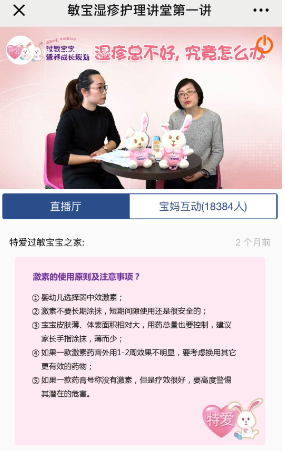 敏宝湿疹护理讲堂第一讲
过敏宝宝
营养成长规划
湿疹总不好, 究竟怎么办
直播厅
宝妈互动(18384人)
特爱过敏宝宝之家:
2 个月前
激素的使用原则及注意事项？
① 婴幼儿选择弱中效激素；
② 激素不要长期涂抹，短期间隙使用还是很安全的；
③ 宝宝皮肤薄、体表面积相对大，用药总量也要控制，建议
家长手指涂抹，薄而少；
④ 如果一款激素药膏外用1-2周效果不明显，要考虑换用其它
更有效的药物；
⑤ 如果一款药膏号称没有激素，但是疗效很好，要高度警惕
其潜在的危害。
特爱